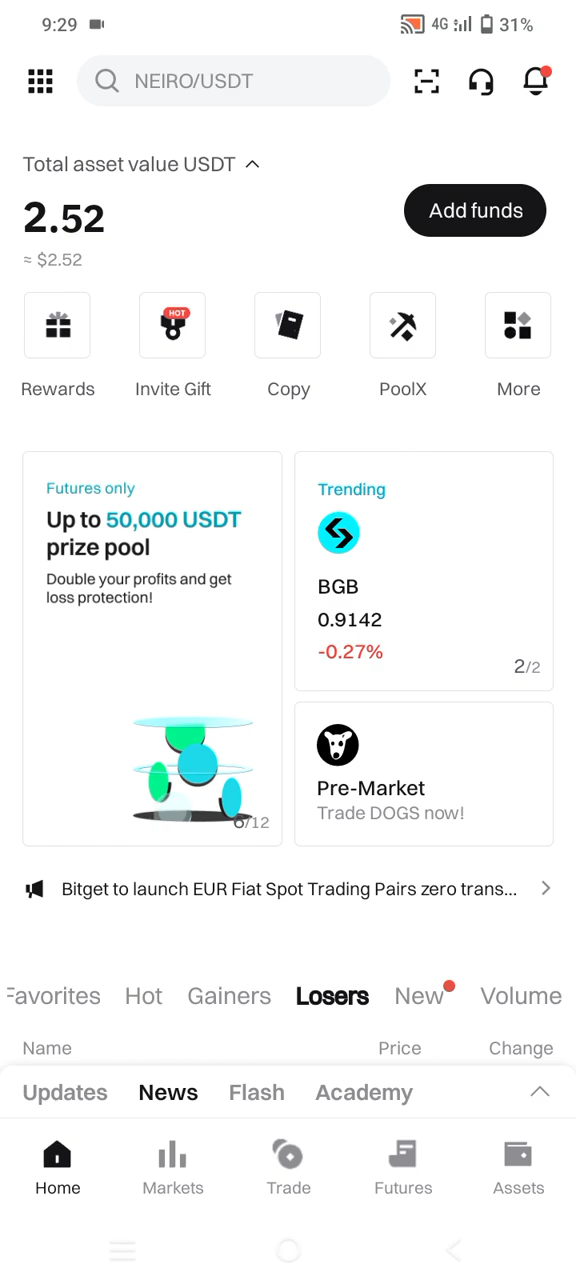 9:29
4G
31%
NEIRO/USDT
Total asset value USDT
2.52
Add funds
≈ $2.52
HOT
Rewards
Invite Gift
Copy
PoolX
More
Futures only
Up to 50,000 USDT
prize pool
Double your profits and get
loss protection!
6/12
Trending
BGB
0.9142
-0.27%
2/2
Pre-Market
Trade DOGS now!
Bitget to launch EUR Fiat Spot Trading Pairs zero trans...
Favorites
Hot
Gainers
Losers
New
Volume
Name
Price
Change
Updates
News
Flash
Academy
Home
Markets
Trade
Futures
Assets